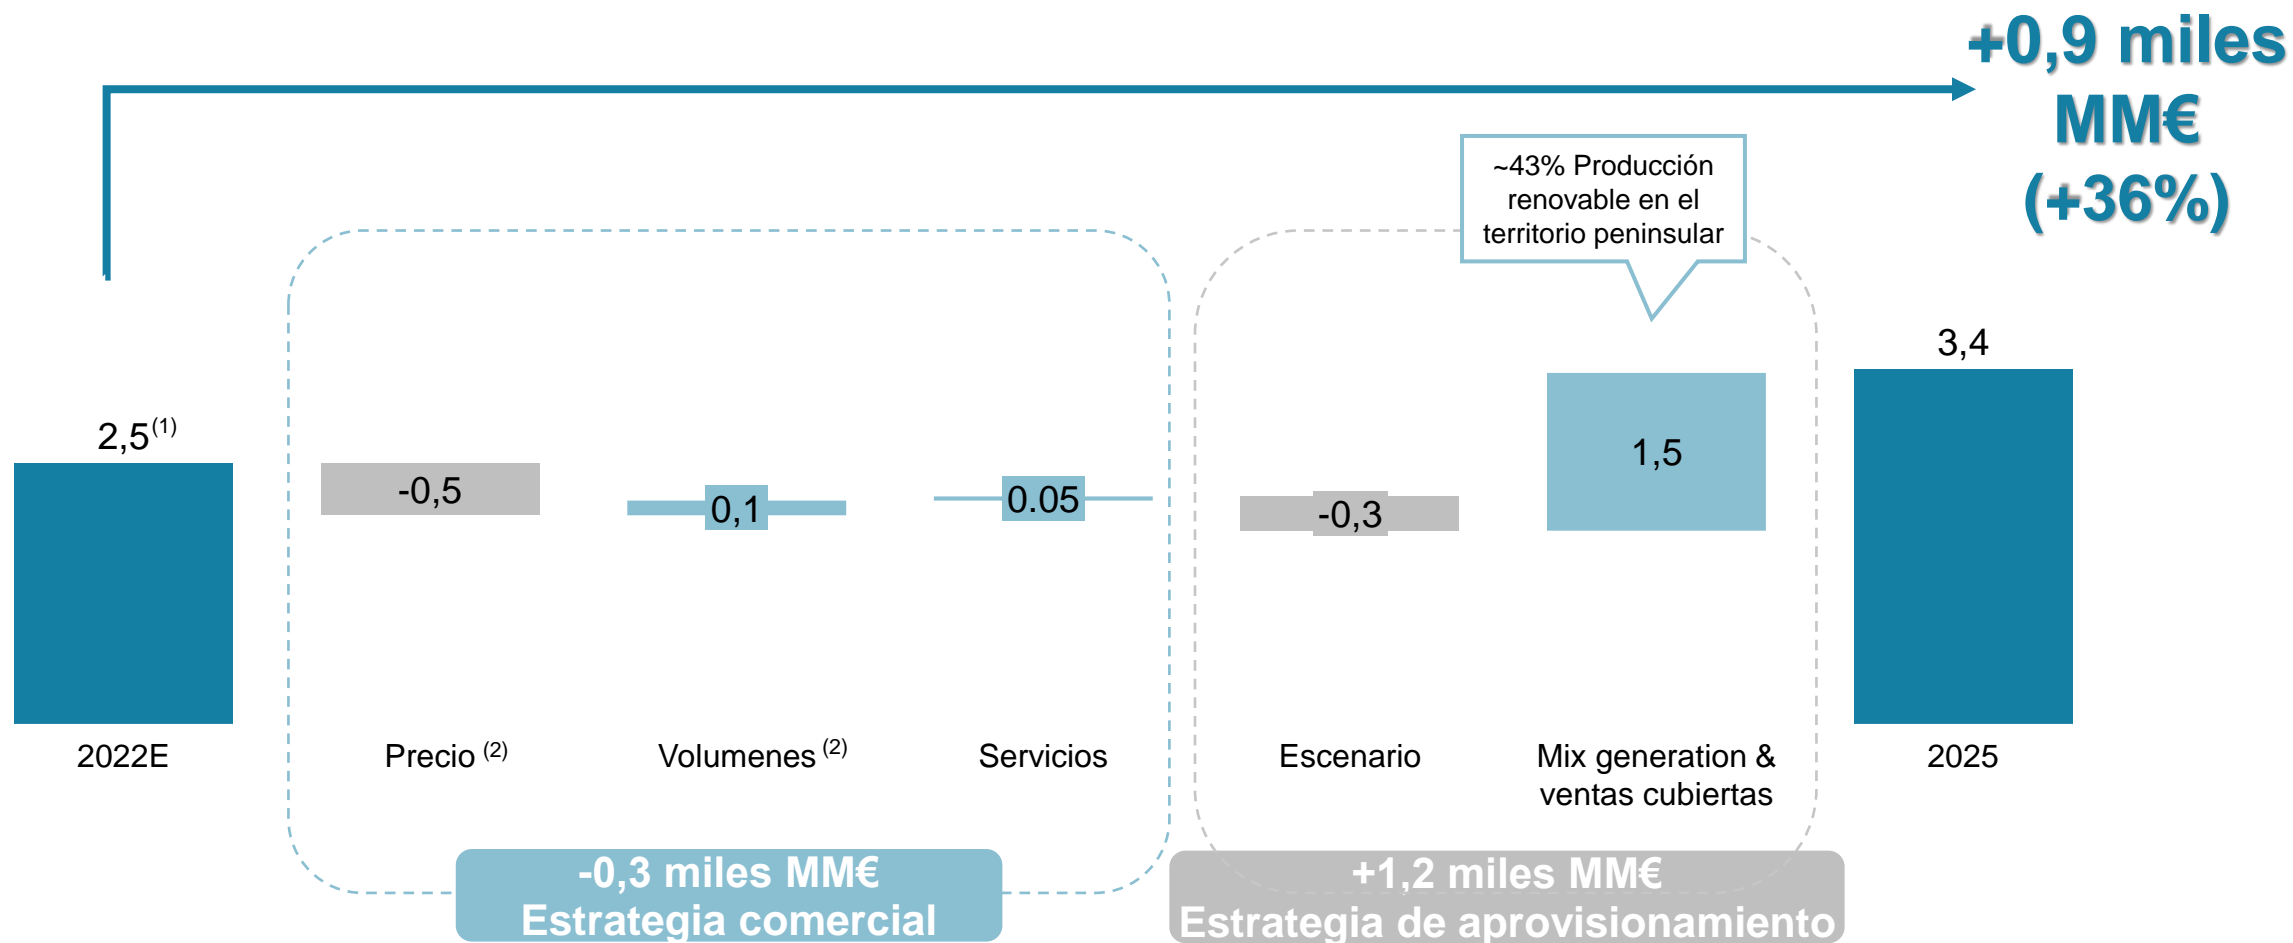 +0,9 miles
MM€
(+36%)
~43% Producción
renovable en el
territorio peninsular
2,5(1)
-0,5
0,1
0.05
-0,3
1,5
3,4
2022E
Precio (2)
Volumenes (2)
Servicios
Escenario
Mix generation &
ventas cubiertas
2025
-0,3 miles MM€
Estrategia comercial
+1,2 miles MM€
Estrategia de aprovisionamiento